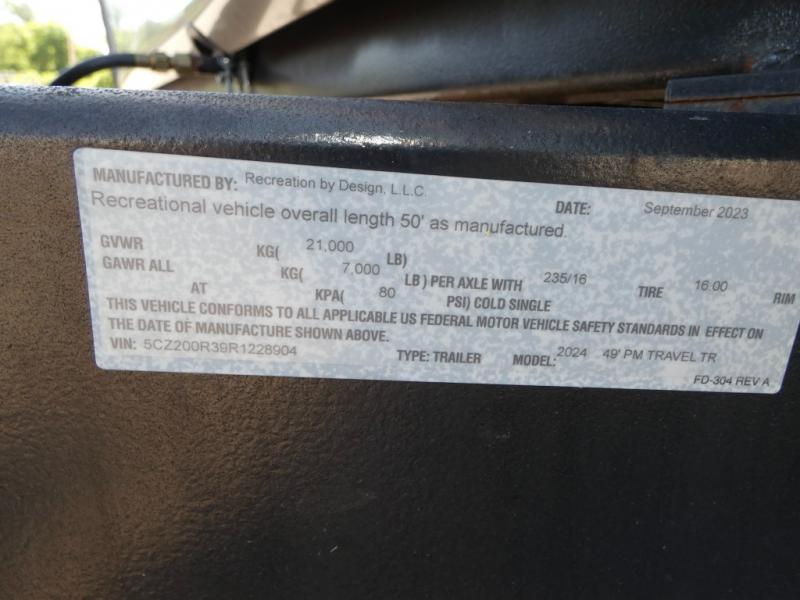 MANUFACTURED BY: Recreation by Design, L.L.C. DATE: September 2023
Recreational vehicle overall length 50' as manufactured.
GVWR KG( 21,000 LB)
GAWR ALL KG( 7,000 LB ) PER AXLE WITH 235/16 TIRE 16.00 RIM
AT KPA( 80 PSI) COLD SINGLE
THIS VEHICLE CONFORMS TO ALL APPLICABLE US FEDERAL MOTOR VEHICLE SAFETY STANDARDS IN EFFECT ON
THE DATE OF MANUFACTURE SHOWN ABOVE.
VIN: 5CZ200R39R1228904 TYPE: TRAILER MODEL: 2024 49' PM TRAVEL TR
FD-304 REV A